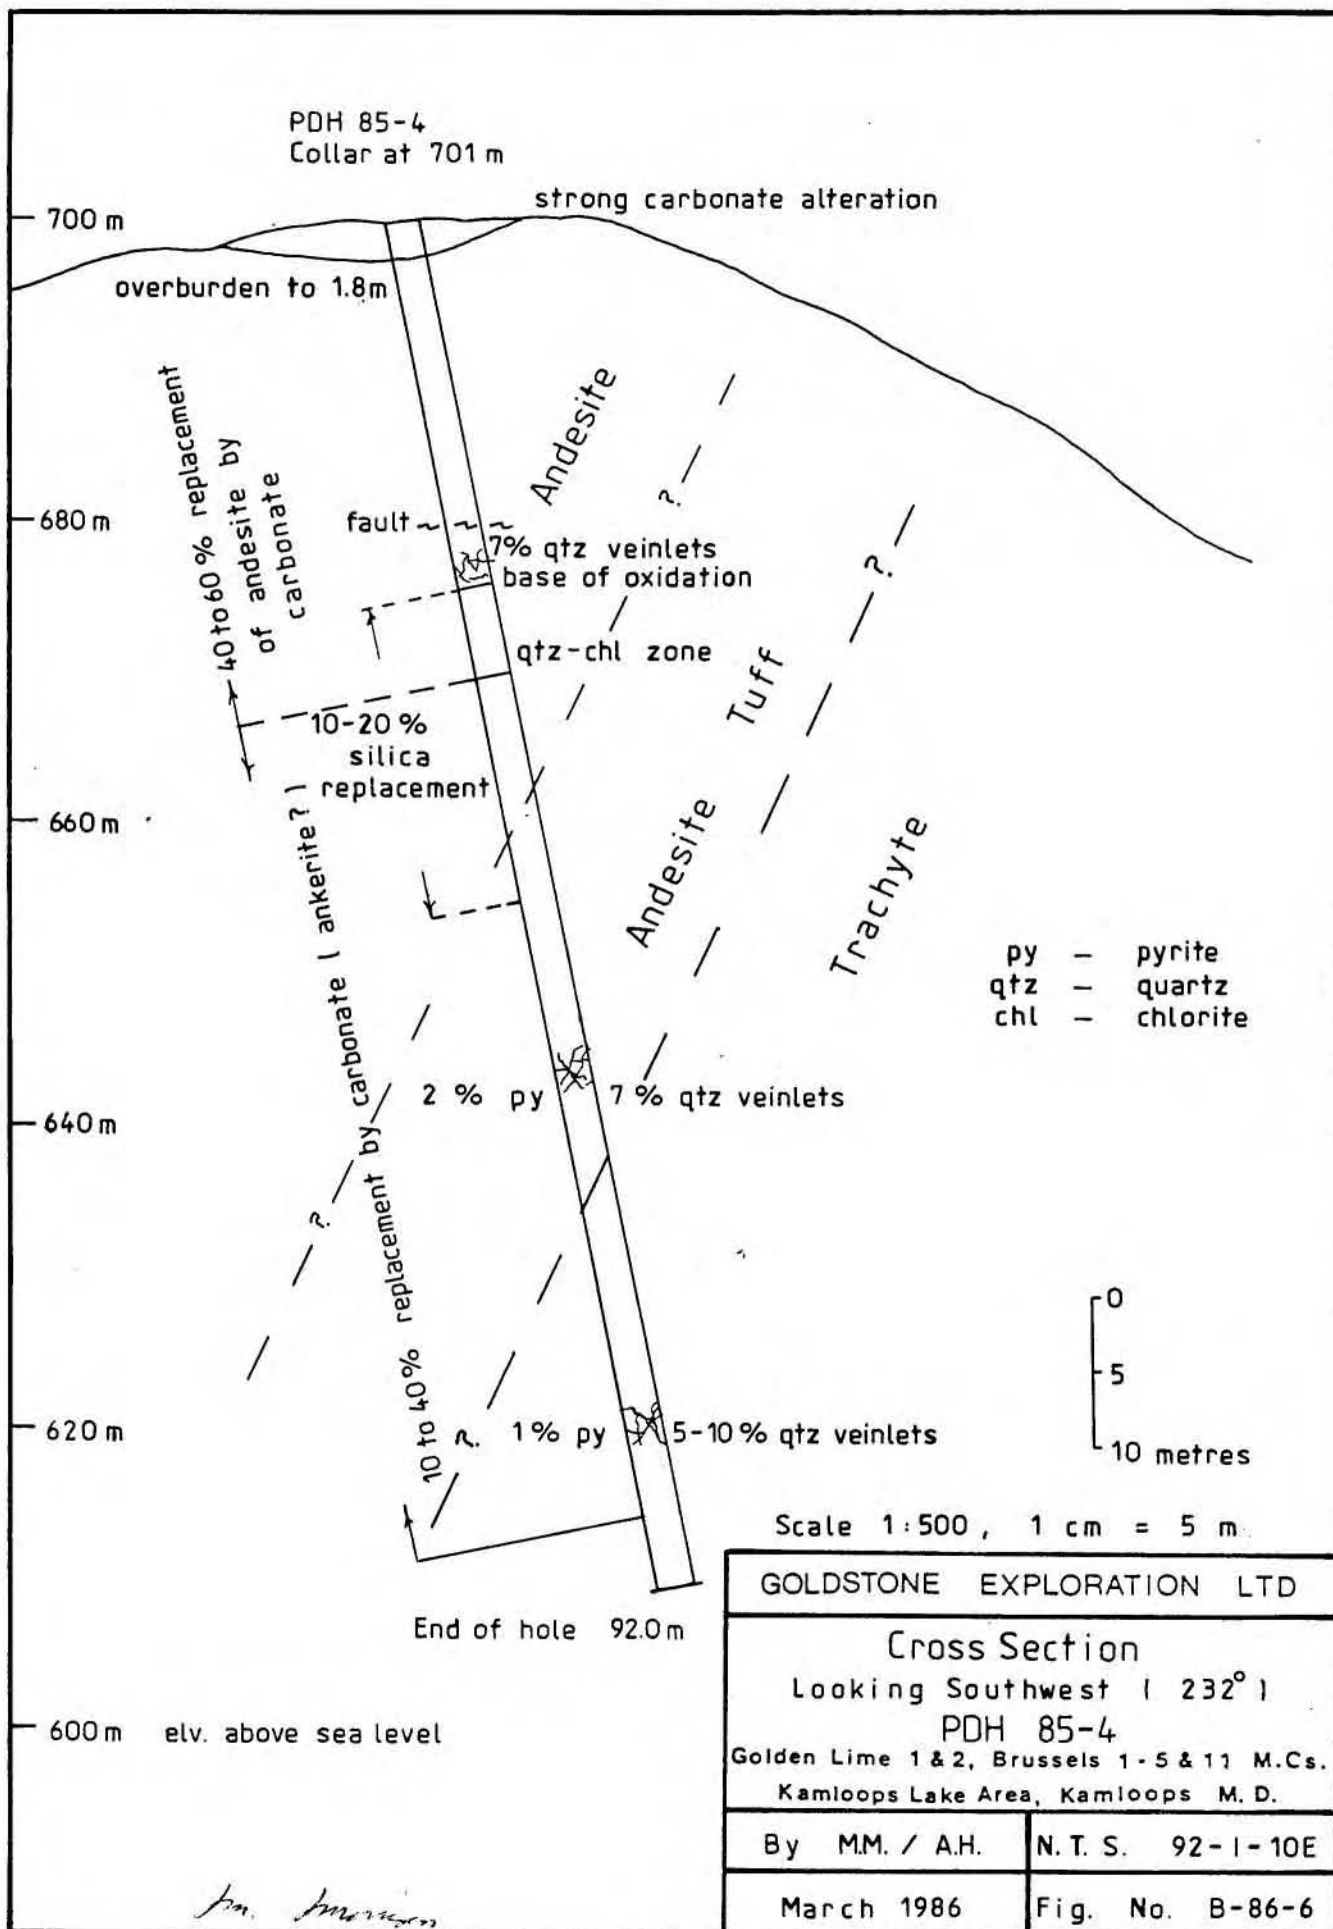 PDH 85-4
Collar at 701 m
strong carbonate alteration
700 m
overburden to 1.8m
40 to 60% replacement
of andesite by
carbonate
Andesite
?
680 m
fault
7% qtz veinlets
base of oxidation
?
qtz-chl zone
10-20%
silica
replacement
Andesite Tuff
660 m
Trachyte
10 to 40% replacement by carbonate ( ankerite? )
py - pyrite
qtz - quartz
chl - chlorite
2 % py
7 % qtz veinlets
640 m
?
0
5
10 metres
620 m
?
1% py
5-10% qtz veinlets
Scale 1:500, 1 cm = 5 m
End of hole 92.0m
600 m elv. above sea level
GOLDSTONE EXPLORATION LTD
Cross Section
Looking Southwest ( 232° )
PDH 85-4
Golden Lime 1 & 2, Brussels 1-5 & 11 M.Cs.
Kamloops Lake Area, Kamloops M. D.
By M.M. / A.H.
N. T. S. 92-I-10E
March 1986
Fig. No. B-86-6